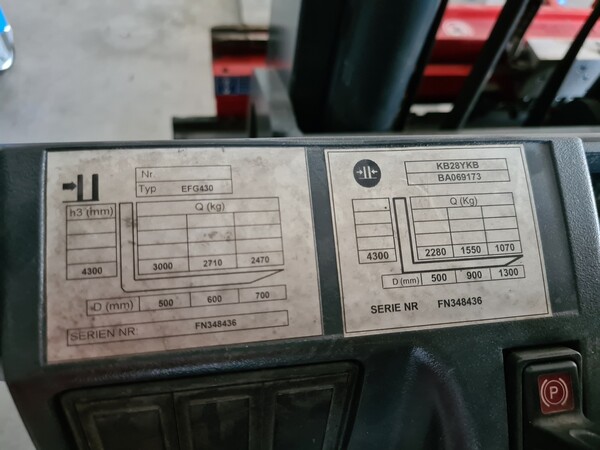 Nr
Typ EFG430
h3 (mm) Q (kg)
4300 3000 2710 2470
D (mm) 500 600 700
SERIEN NR. FN348436
KB28YKB
BA069173
Q (Kg)
4300 2280 1550 1070
D (mm) 500 900 1300
SERIE NR FN348436
P